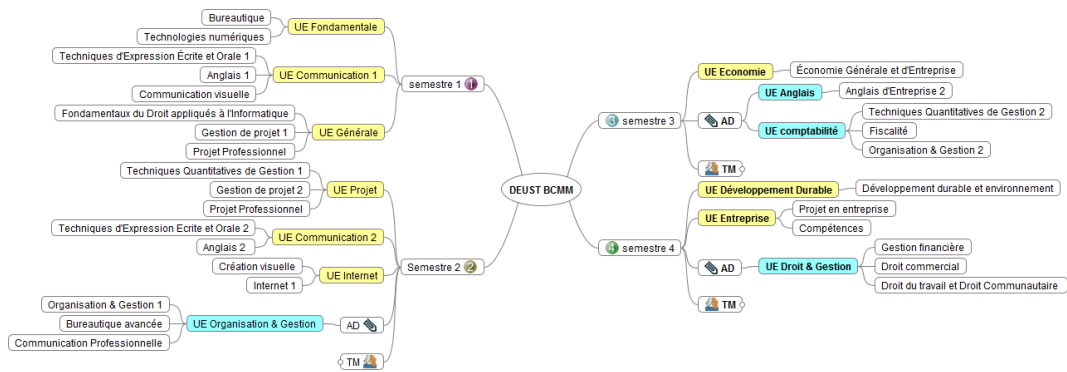 DEUST BCMM
semestre 1
1
UE Fondamentale
Bureautique
Technologies numériques
UE Communication 1
Techniques d'Expression Écrite et Orale 1
Anglais 1
Communication visuelle
UE Générale
Fondamentaux du Droit appliqués à l'Informatique
Gestion de projet 1
Projet Professionnel
Semestre 2
2
UE Projet
Techniques Quantitatives de Gestion 1
Gestion de projet 2
Projet Professionnel
UE Communication 2
Techniques d'Expression Ecrite et Orale 2
Anglais 2
UE Internet
Création visuelle
Internet 1
AD
UE Organisation & Gestion
Organisation & Gestion 1
Bureautique avancée
Communication Professionnelle
TM
3
semestre 3
UE Economie
Économie Générale et d'Entreprise
AD
UE Anglais
Anglais d'Entreprise 2
UE comptabilité
Techniques Quantitatives de Gestion 2
Fiscalité
Organisation & Gestion 2
TM
4
semestre 4
UE Développement Durable
Développement durable et environnement
UE Entreprise
Projet en entreprise
Compétences
AD
UE Droit & Gestion
Gestion financière
Droit commercial
Droit du travail et Droit Communautaire
TM